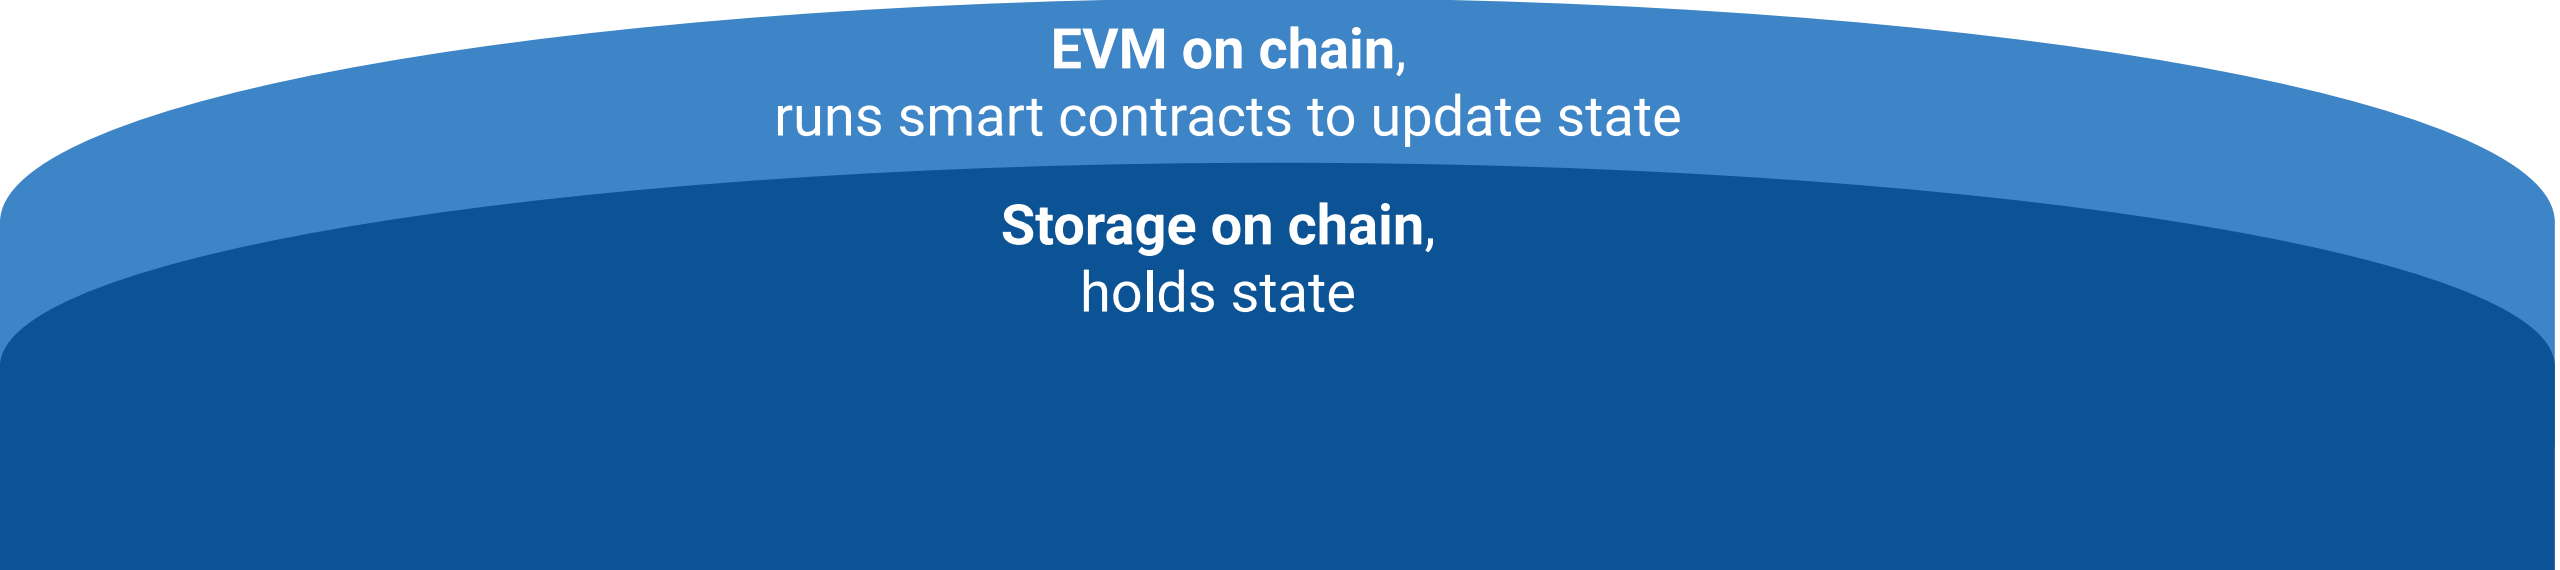 EVM on chain,
runs smart contracts to update state
Storage on chain,
holds state